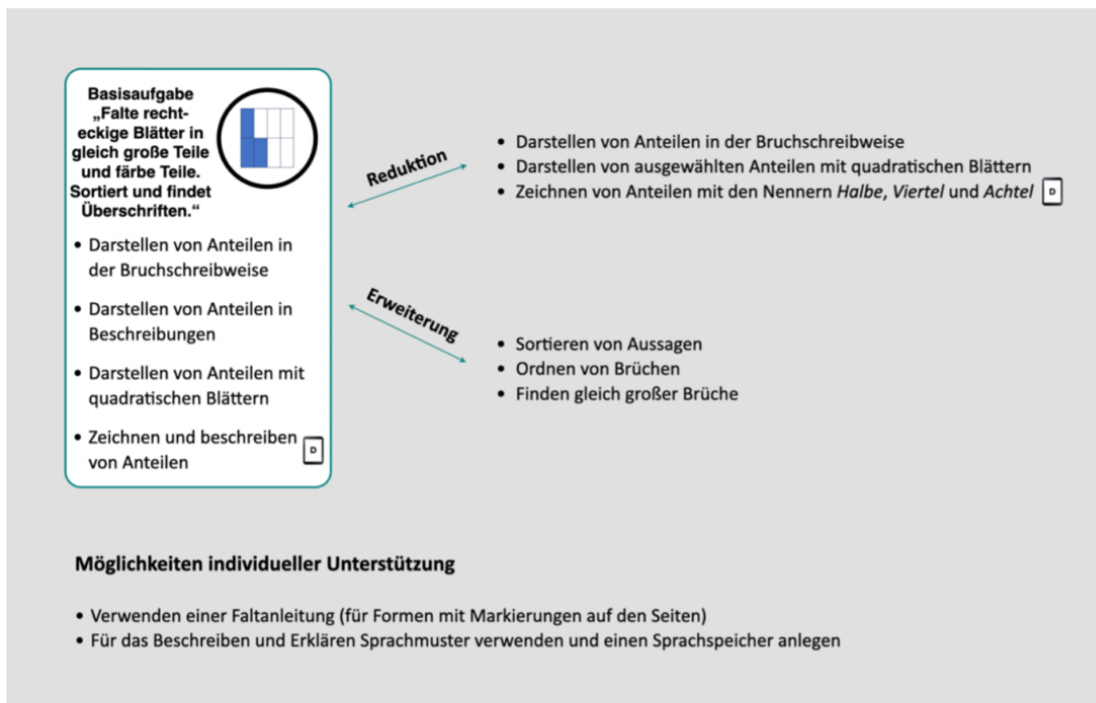 Basisaufgabe
„Falte recht-
eckige Blätter in
gleich große Teile
und färbe Teile.
Sortiert und findet
Überschriften.“
• Darstellen von Anteilen in
der Bruchschreibweise
• Darstellen von Anteilen in
Beschreibungen
• Darstellen von Anteilen mit
quadratischen Blättern
• Zeichnen und beschreiben
von Anteilen
D
Reduktion
• Darstellen von Anteilen in der Bruchschreibweise
• Darstellen von ausgewählten Anteilen mit quadratischen Blättern
• Zeichnen von Anteilen mit den Nennern Halbe, Viertel und Achtel D
Erweiterung
• Sortieren von Aussagen
• Ordnen von Brüchen
• Finden gleich großer Brüche
Möglichkeiten individueller Unterstützung
• Verwenden einer Faltanleitung (für Formen mit Markierungen auf den Seiten)
• Für das Beschreiben und Erklären Sprachmuster verwenden und einen Sprachspeicher anlegen